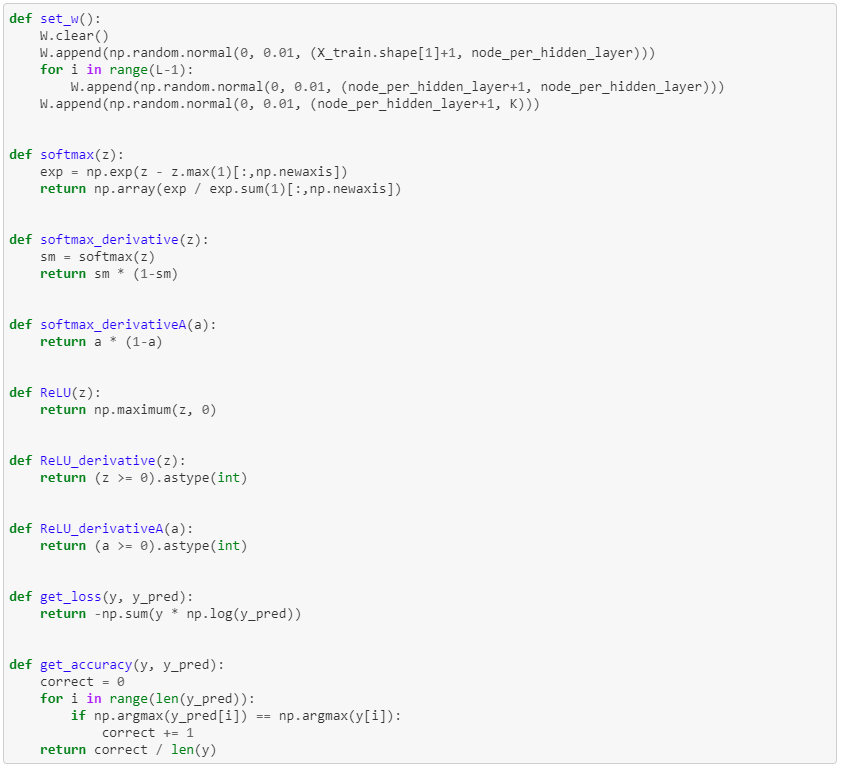 def set_w():
    W.clear()
    W.append(np.random.normal(0, 0.01, (X_train.shape[1]+1, node_per_hidden_layer)))
    for i in range(L-1):
        W.append(np.random.normal(0, 0.01, (node_per_hidden_layer+1, node_per_hidden_layer)))
    W.append(np.random.normal(0, 0.01, (node_per_hidden_layer+1, K)))
def softmax(z):
    exp = np.exp(z - z.max(1)[:,np.newaxis])
    return np.array(exp / exp.sum(1)[:,np.newaxis])
def softmax_derivative(z):
    sm = softmax(z)
    return sm * (1-sm)
def softmax_derivativeA(a):
    return a * (1-a)
def ReLU(z):
    return np.maximum(z, 0)
def ReLU_derivative(z):
    return (z >= 0).astype(int)
def ReLU_derivativeA(a):
    return (a >= 0).astype(int)
def get_loss(y, y_pred):
    return -np.sum(y * np.log(y_pred))
def get_accuracy(y, y_pred):
    correct = 0
    for i in range(len(y_pred)):
        if np.argmax(y_pred[i]) == np.argmax(y[i]):
            correct += 1
    return correct / len(y)